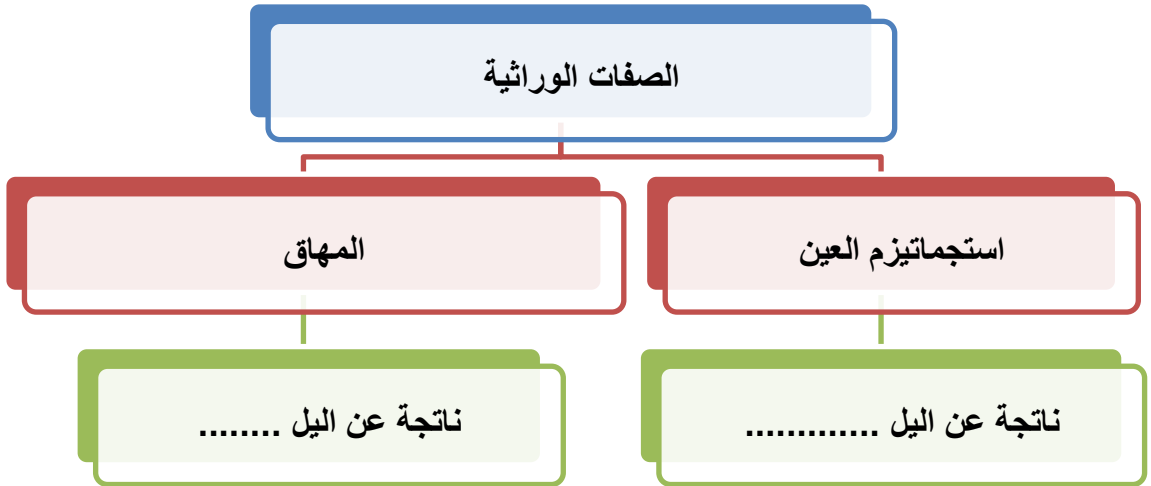 الصفات الوراثية
استجماتيزم العين
المهاق
ناتجة عن اليل .............
ناتجة عن اليل ........